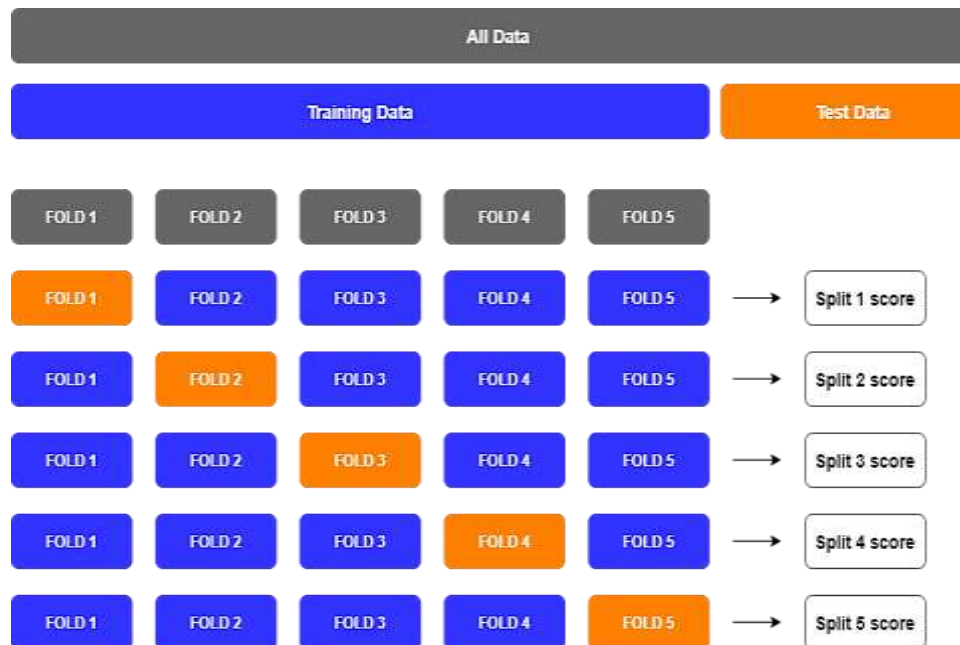 All Data
Training Data Test Data
FOLD 1 FOLD 2 FOLD 3 FOLD 4 FOLD 5
FOLD 1 FOLD 2 FOLD 3 FOLD 4 FOLD 5 Split 1 score
FOLD 1 FOLD 2 FOLD 3 FOLD 4 FOLD 5 Split 2 score
FOLD 1 FOLD 2 FOLD 3 FOLD 4 FOLD 5 Split 3 score
FOLD 1 FOLD 2 FOLD 3 FOLD 4 FOLD 5 Split 4 score
FOLD 1 FOLD 2 FOLD 3 FOLD 4 FOLD 5 Split 5 score